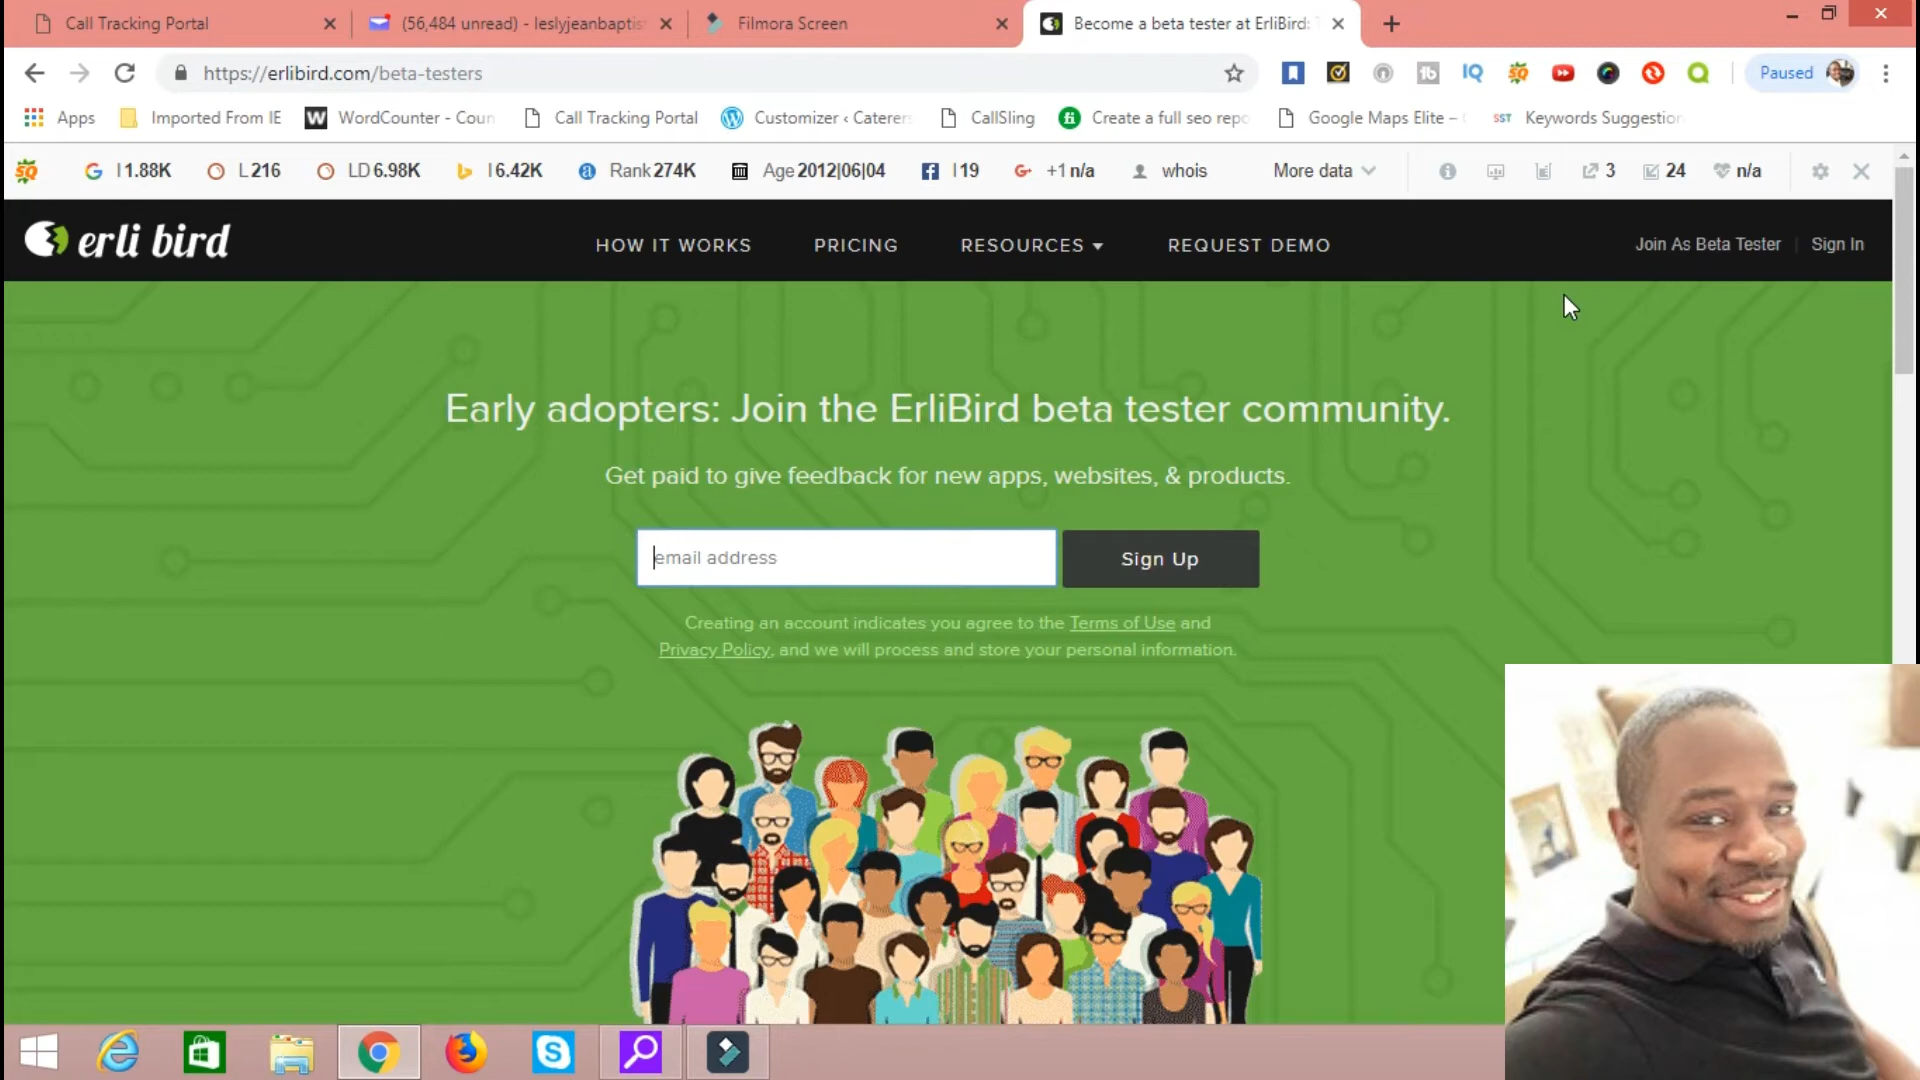 Call Tracking Portal
(56,484 unread) - leslyjeanbaptis
Filmora Screen
Become a beta tester at ErliBird:
https://erlibird.com/beta-testers
Paused
Apps
Imported From IE
W WordCounter - Coun
Call Tracking Portal
Customizer ‹ Caterers
CallSling
fi Create a full seo repo
Google Maps Elite –
SST Keywords Suggestion
SQ
G I 1.88K
L 216
LD 6.98K
I 6.42K
a Rank 274K
Age 2012|06|04
I 19
G+ +1 n/a
whois
More data
3
24
n/a
erli bird
HOW IT WORKS
PRICING
RESOURCES
REQUEST DEMO
Join As Beta Tester
Sign In
Early adopters: Join the ErliBird beta tester community.
Get paid to give feedback for new apps, websites, & products.
email address
Sign Up
Creating an account indicates you agree to the Terms of Use and
Privacy Policy, and we will process and store your personal information.